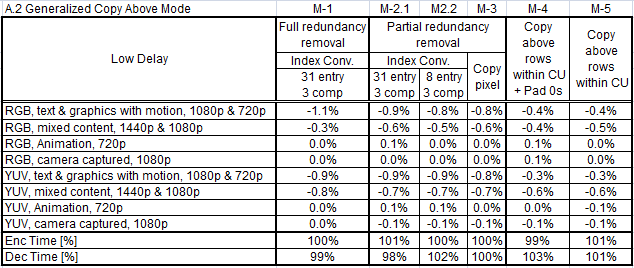 A.2 Generalized Copy Above Mode M-1 M-2.1 M2.2 M-3 M-4 M-5
Low Delay Full redundancy removal Partial redundancy removal Copy above rows within CU + Pad 0s Copy above rows within CU
Index Conv. Index Conv. Copy pixel
31 entry 3 comp 31 entry 3 comp 8 entry 3 comp
RGB, text & graphics with motion, 1080p & 720p -1.1% -0.9% -0.8% -0.8% -0.4% -0.4%
RGB, mixed content, 1440p & 1080p -0.3% -0.6% -0.5% -0.6% -0.4% -0.5%
RGB, Animation, 720p 0.0% 0.1% 0.0% 0.0% 0.1% 0.0%
RGB, camera captured, 1080p 0.0% 0.0% 0.0% 0.0% 0.1% 0.0%
YUV, text & graphics with motion, 1080p & 720p -0.9% -0.9% -0.9% -0.8% -0.3% -0.3%
YUV, mixed content, 1440p & 1080p -0.8% -0.7% -0.7% -0.7% -0.6% -0.6%
YUV, Animation, 720p 0.0% 0.1% 0.1% 0.0% 0.0% -0.1%
YUV, camera captured, 1080p 0.0% -0.1% -0.1% -0.1% -0.1% -0.1%
Enc Time [%] 100% 101% 100% 100% 99% 101%
Dec Time [%] 99% 98% 102% 100% 103% 101%